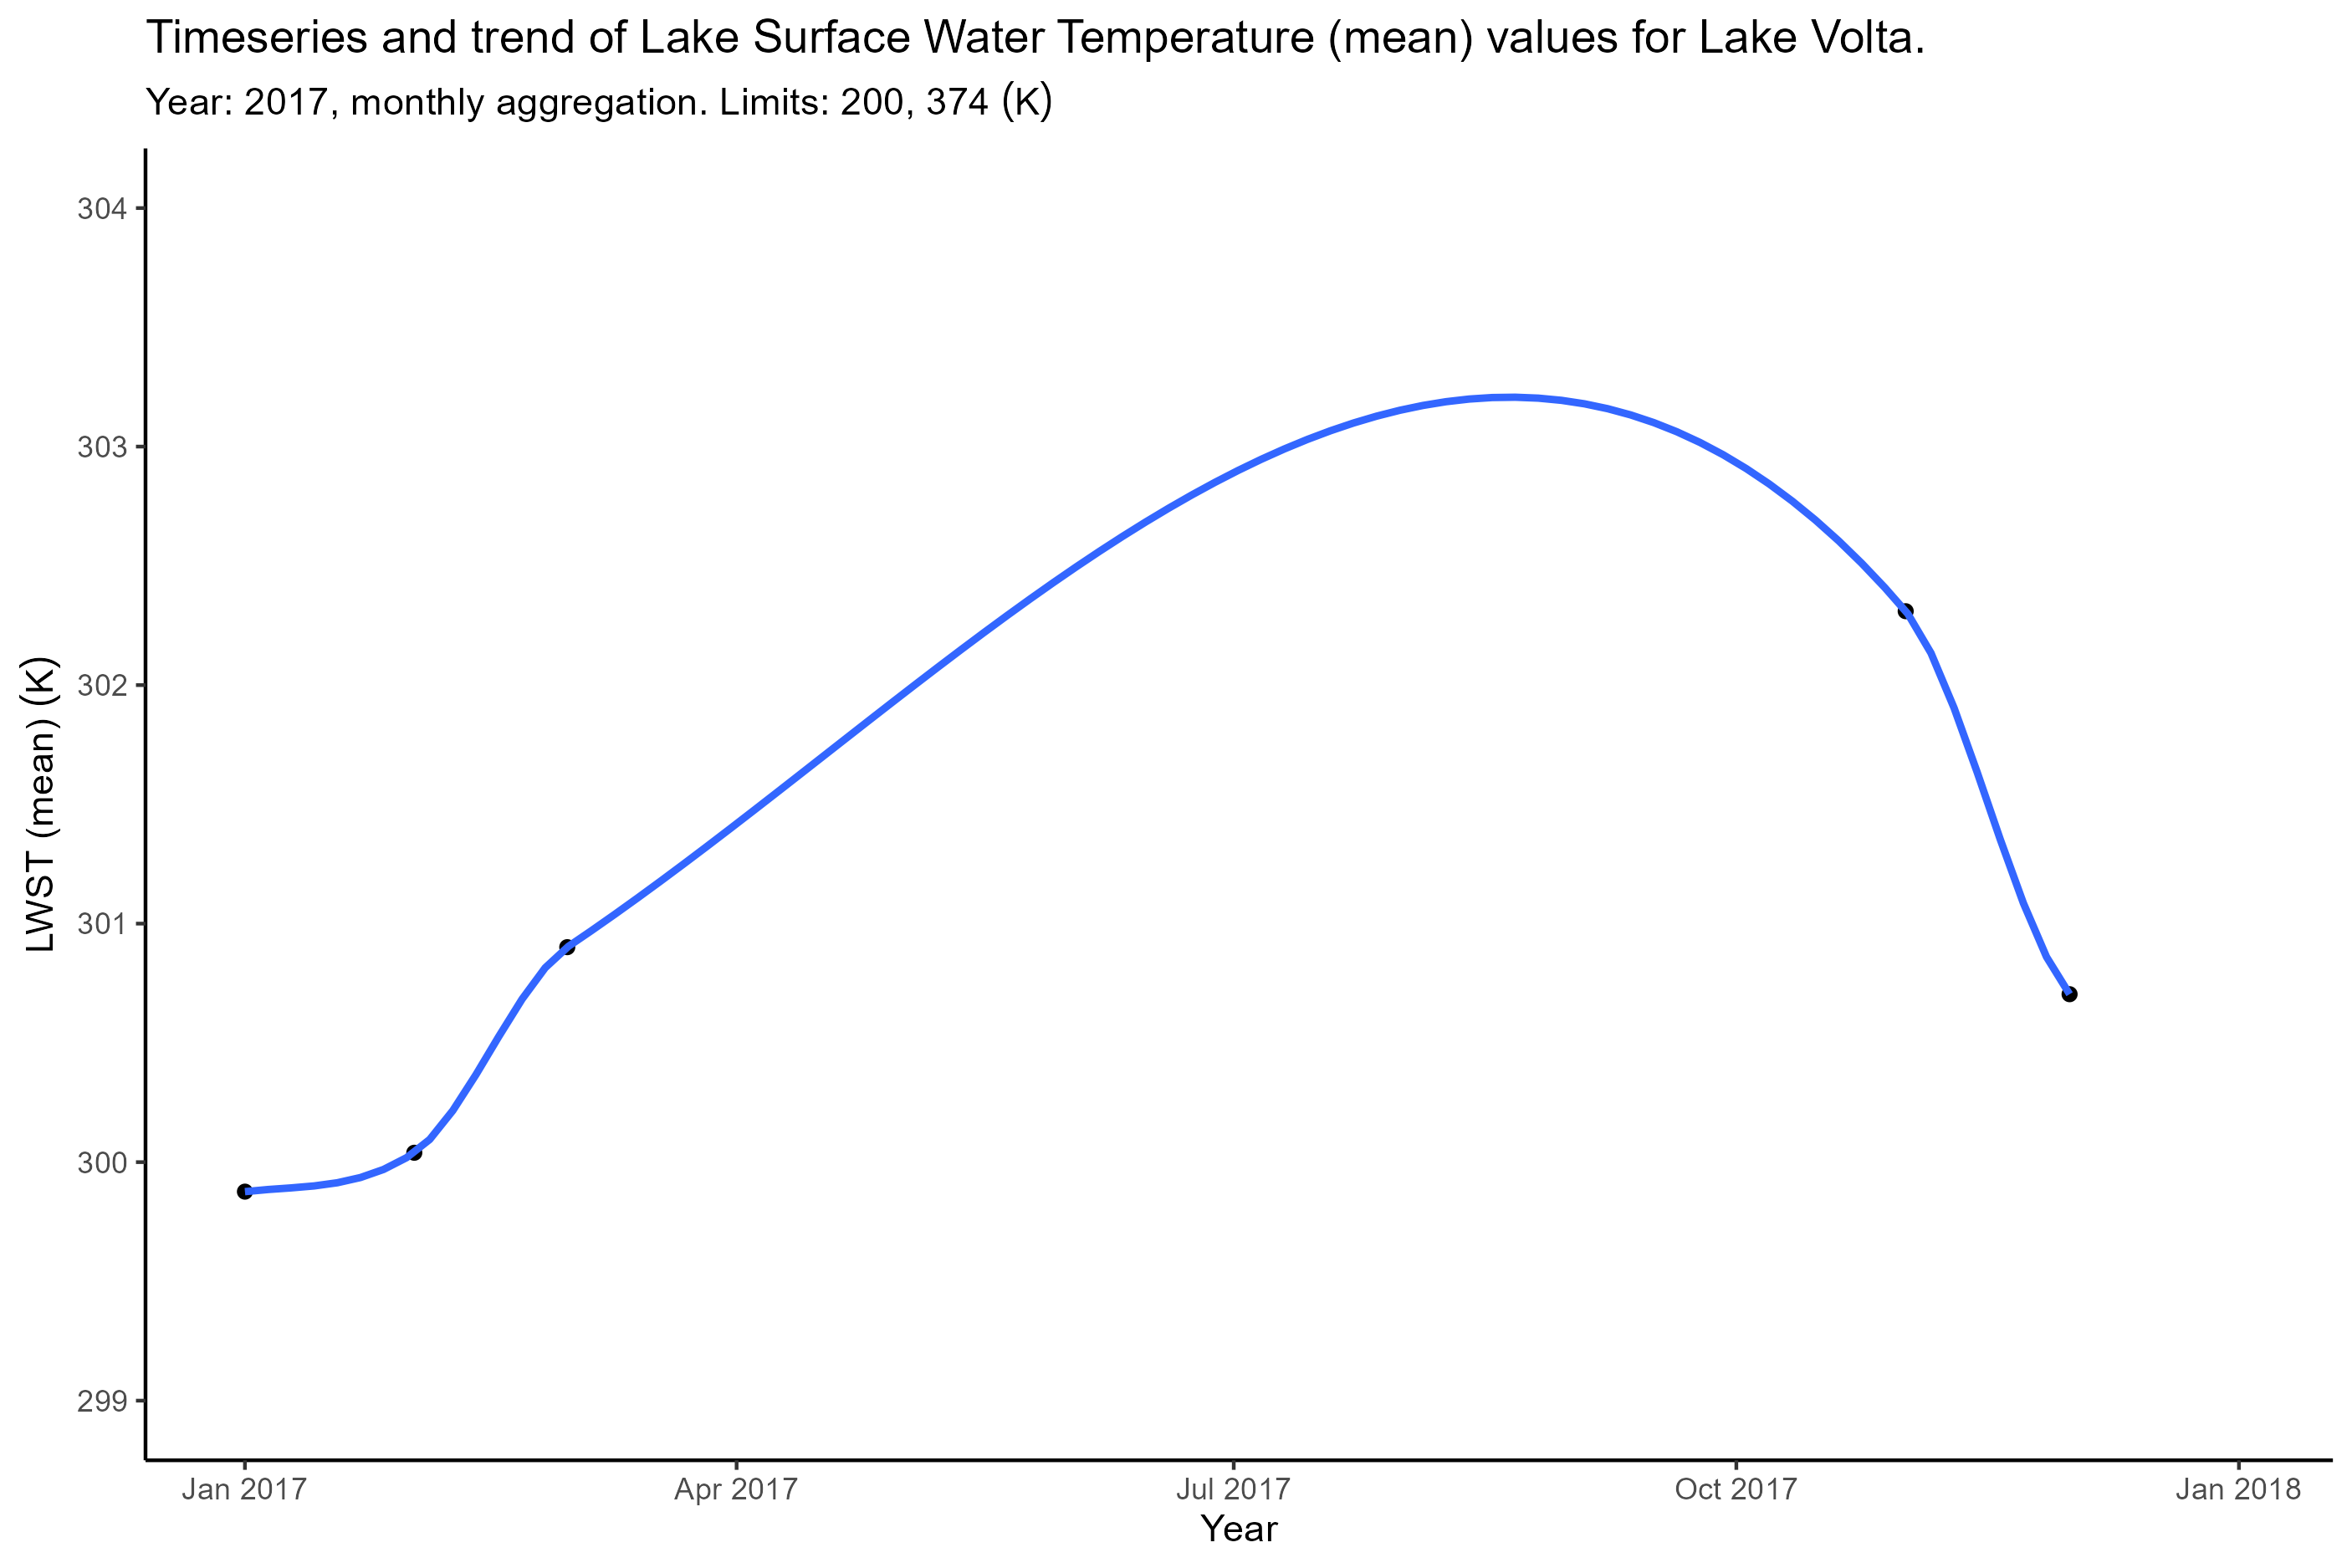 Timeseries and trend of Lake Surface Water Temperature (mean) values for Lake Volta.
Year: 2017, monthly aggregation. Limits: 200, 374 (K)
LWST (mean) (K)
304
303
302
301
300
299
Jan 2017
Apr 2017
Jul 2017
Oct 2017
Jan 2018
Year